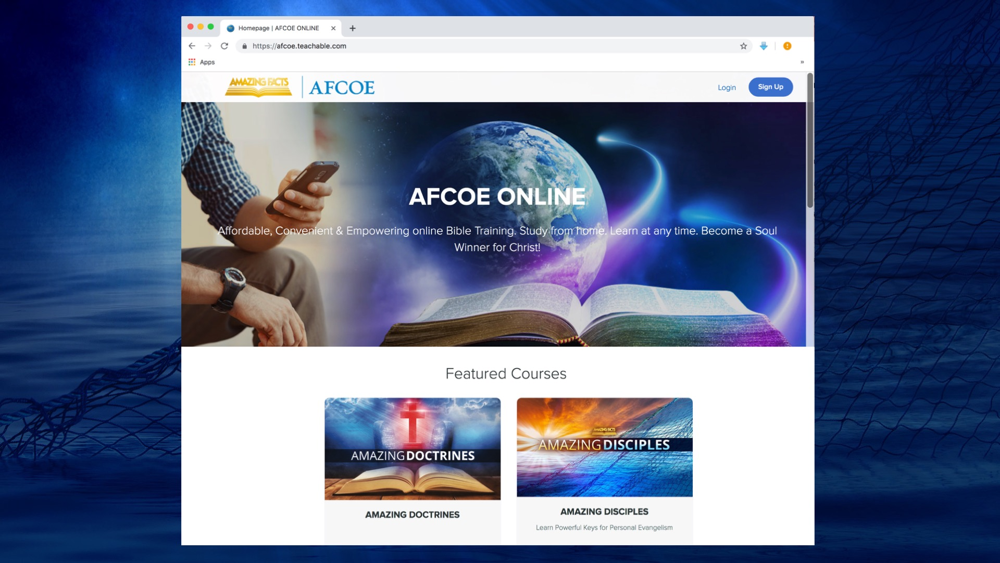 Homepage | AFCOE ONLINE
https://afcoe.teachable.com
Apps
»
AMAZING FACTS
AFCOE
Login
Sign Up
AFCOE ONLINE
Affordable, Convenient & Empowering online Bible Training. Study from home. Learn at any time. Become a Soul
Winner for Christ!
Featured Courses
AMAZING DOCTRINES
AMAZING FACTS
AMAZING DISCIPLES
AMAZING DOCTRINES
AMAZING DISCIPLES
Learn Powerful Keys for Personal Evangelism